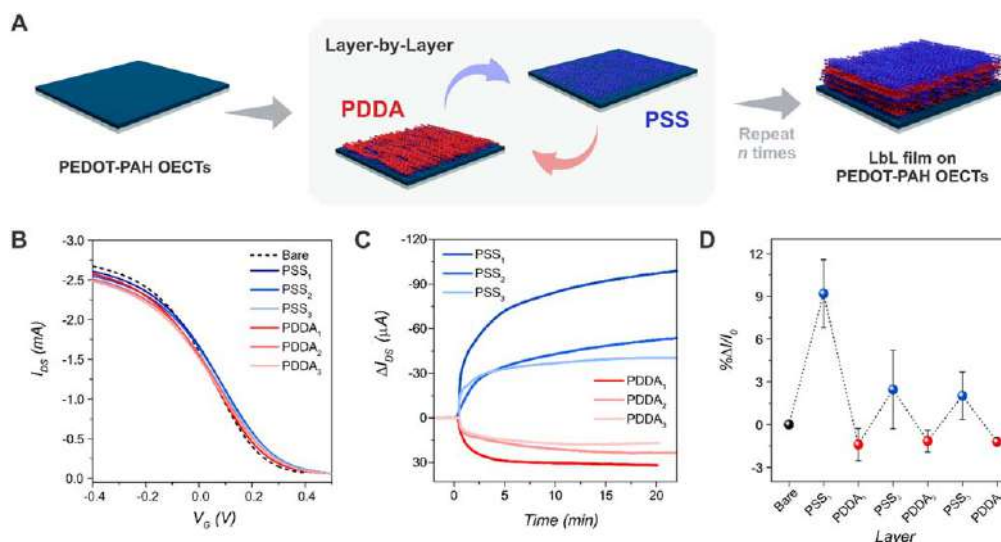 A
Layer-by-Layer
PDDA
PSS
PEDOT-PAH OECTs
Repeat
n times
LbL film on
PEDOT-PAH OECTs
B
-3.0
-2.5
-2.0
-1.5
-1.0
-0.5
0.0
I_DS (mA)
-0.4
-0.2
0.0
0.2
0.4
V_G (V)
Bare
PSS₁
PSS₂
PSS₃
PDDA₁
PDDA₂
PDDA₃
C
-120
-90
-60
-30
0
30
ΔI_DS (μA)
0
5
10
15
20
Time (min)
PSS₁
PSS₂
PSS₃
PDDA₁
PDDA₂
PDDA₃
D
12
9
6
3
0
-3
%ΔI/I₀
Bare
PSS₁
PDDA₁
PSS₂
PDDA₂
PSS₃
PDDA
Layer